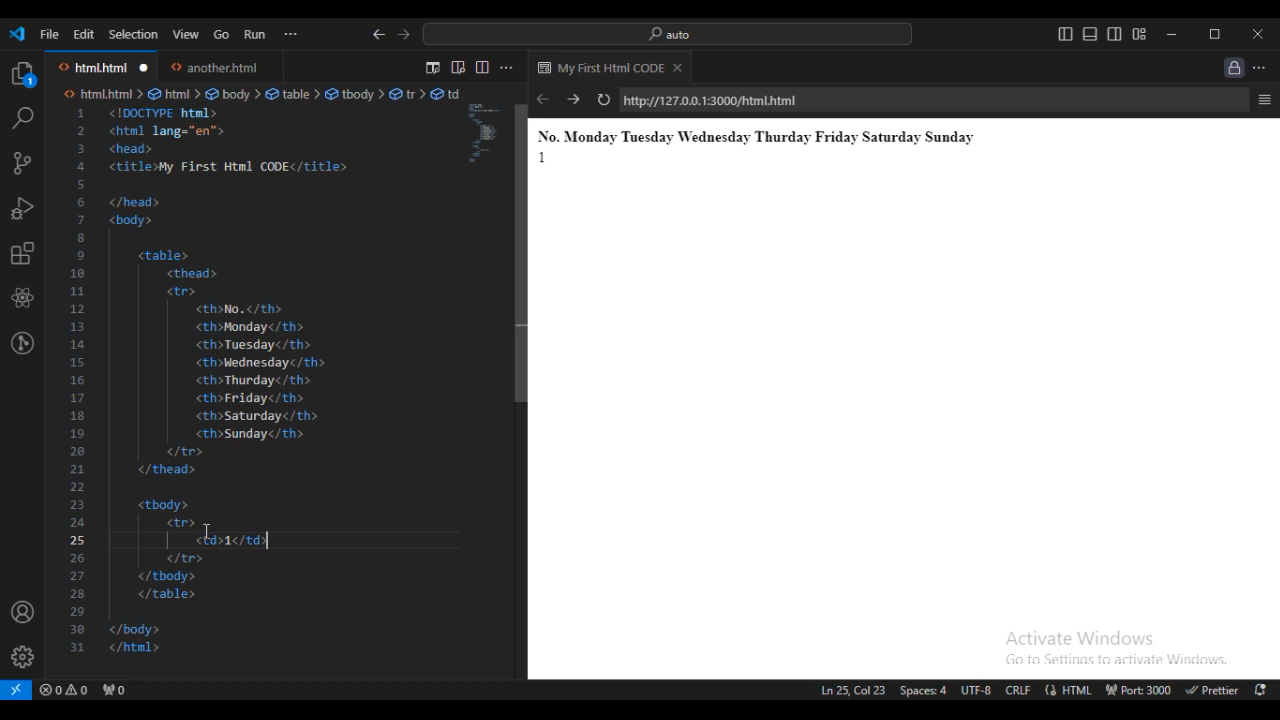 File Edit Selection View Go Run ··· auto
html.html another.html ···
html.html > html > body > table > tbody > tr > td
1 <!DOCTYPE html>
2 <html lang="en">
3 <head>
4 <title>My First Html CODE</title>
5
6 </head>
7 <body>
8
9 <table>
10 <thead>
11 <tr>
12 <th>No.</th>
13 <th>Monday</th>
14 <th>Tuesday</th>
15 <th>Wednesday</th>
16 <th>Thurday</th>
17 <th>Friday</th>
18 <th>Saturday</th>
19 <th>Sunday</th>
20 </tr>
21 </thead>
22
23 <tbody>
24 <tr>
25 <td>1</td>
26 </tr>
27 </tbody>
28 </table>
29
30 </body>
31 </html>
My First Html CODE
http://127.0.0.1:3000/html.html
No. Monday Tuesday Wednesday Thurday Friday Saturday Sunday
1
Activate Windows
Go to Settings to activate Windows.
1
0 0 0 Ln 25, Col 23 Spaces: 4 UTF-8 CRLF HTML Port: 3000 Prettier